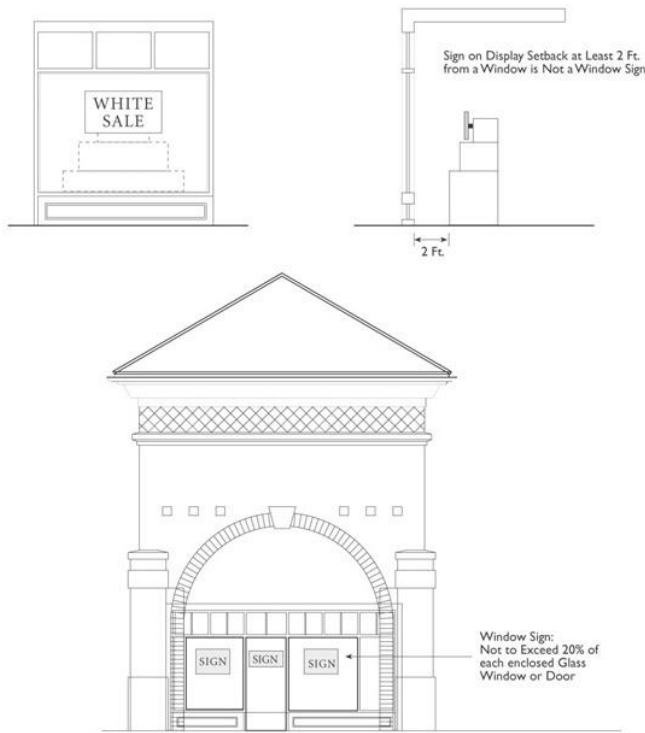 WHITE
SALE
Sign on Display Setback at Least 2 Ft.
from a Window is Not a Window Sign
2 Ft.
SIGN
SIGN
SIGN
Window Sign:
Not to Exceed 20% of
each enclosed Glass
Window or Door